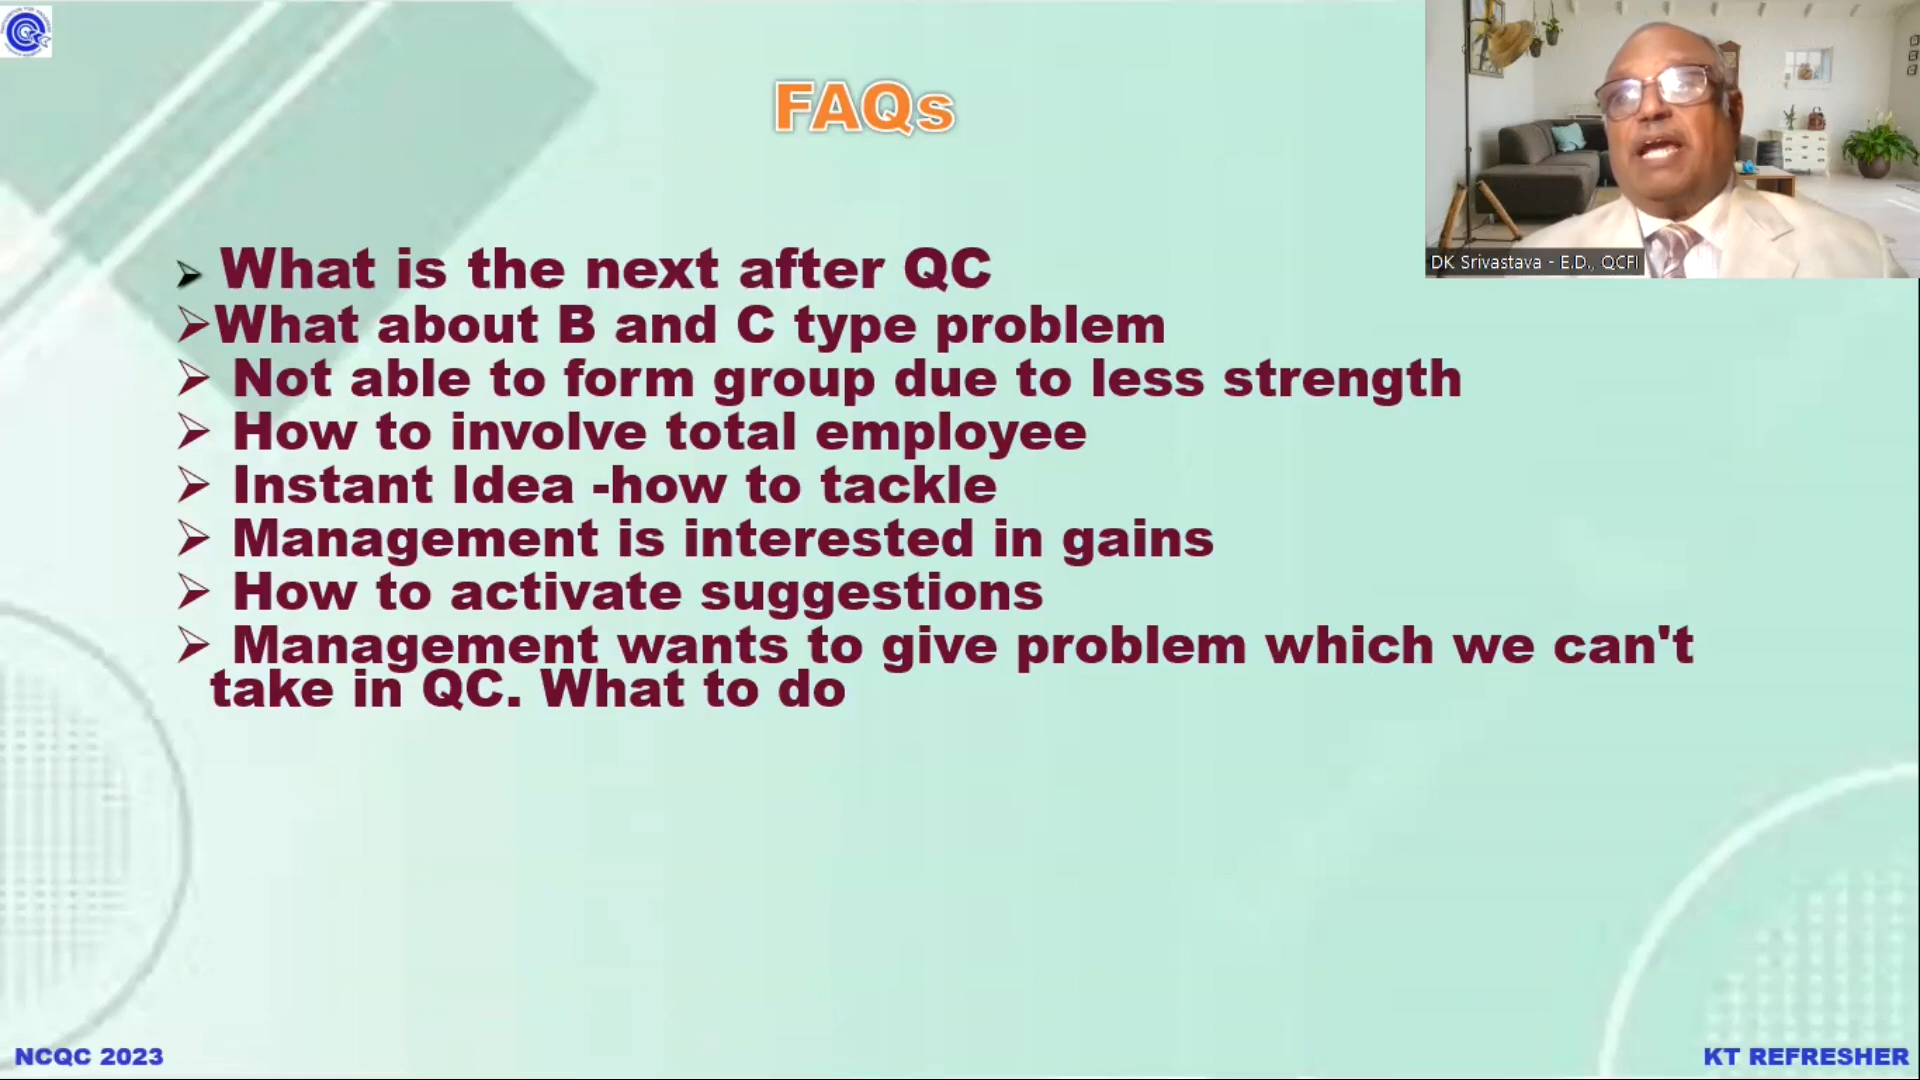 FAQs
DK Srivastava - E.D., QCFI
➢ What is the next after QC
➢What about B and C type problem
➢ Not able to form group due to less strength
➢ How to involve total employee
➢ Instant Idea -how to tackle
➢ Management is interested in gains
➢ How to activate suggestions
➢ Management wants to give problem which we can't
take in QC. What to do
NCQC 2023
KT REFRESHER